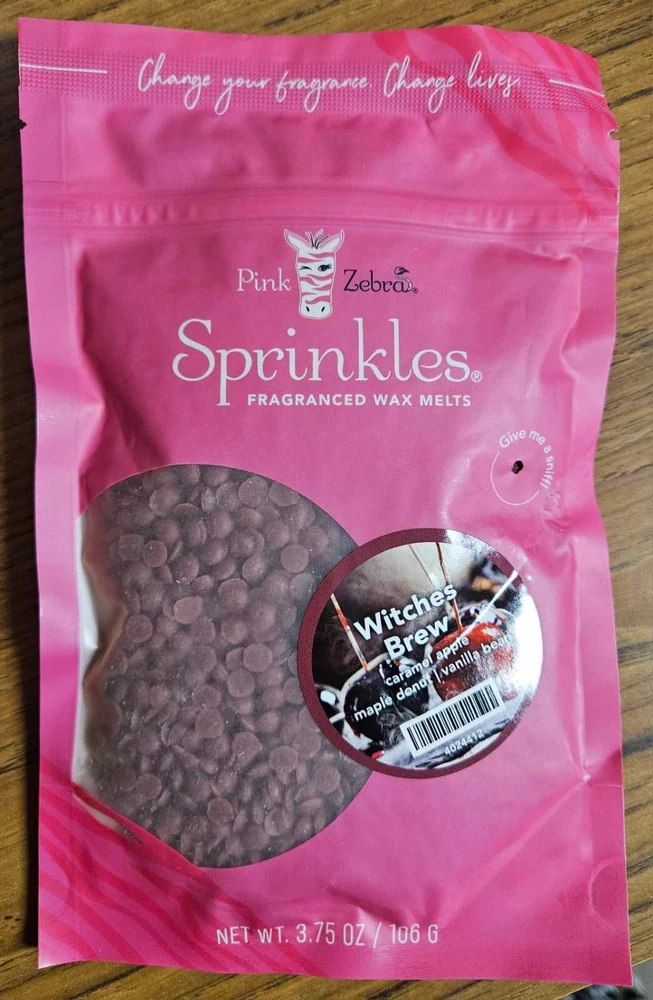 Change your fragrance. Change lives.
Pink Zebra®
Sprinkles®
FRAGRANCED WAX MELTS
Give me a sniff!
Witches
Brew
caramel apple
maple donut | vanilla bean
4024412
NET WT. 3.75 OZ / 106 G